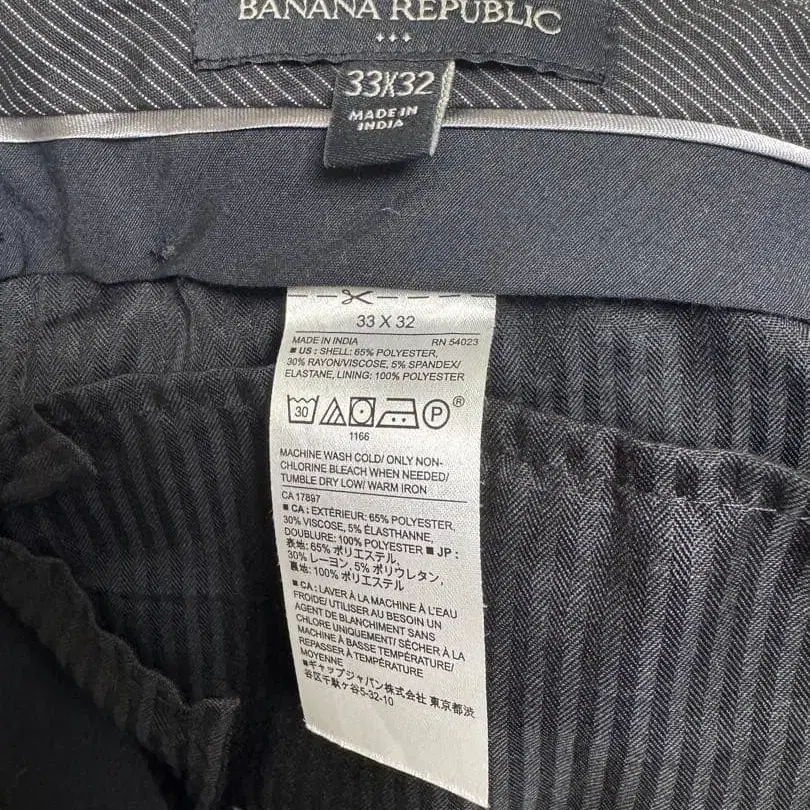 BANANA REPUBLIC
33X32
MADE IN
INDIA
33 X 32
MADE IN INDIA RN 54023
■ US : SHELL: 65% POLYESTER,
30% RAYON/VISCOSE, 5% SPANDEX/
ELASTANE, LINING: 100% POLYESTER
30 P ®
1166
MACHINE WASH COLD/ ONLY NON-
CHLORINE BLEACH WHEN NEEDED/
TUMBLE DRY LOW/ WARM IRON
CA 17897
■ CA : EXTÉRIEUR: 65% POLYESTER,
30% VISCOSE, 5% ÉLASTHANNE,
DOUBLURE: 100% POLYESTER ■ JP :
表地: 65% ポリエステル,
30% レーヨン, 5% ポリウレタン,
裏地: 100% ポリエステル
■ CA : LAVER À LA MACHINE À L'EAU
FROIDE/ UTILISER AU BESOIN UN
AGENT DE BLANCHIMENT SANS
CHLORE UNIQUEMENT/ SÉCHER À LA
MACHINE À BASSE TEMPÉRATURE/
REPASSER À TEMPÉRATURE
MOYENNE
■ギャップジャパン株式会社 東京都渋
谷区千駄ヶ谷5-32-10